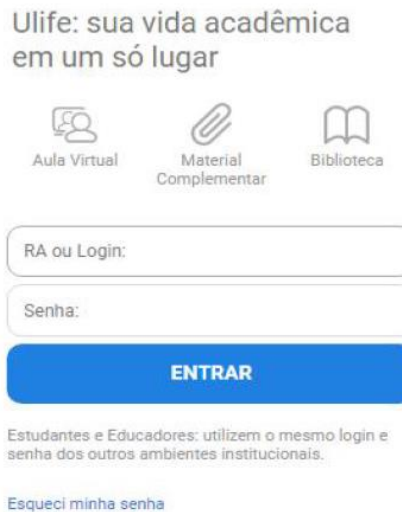 Ulife: sua vida acadêmica
em um só lugar
Aula Virtual
Material
Complementar
Biblioteca
RA ou Login:
Senha:
ENTRAR
Estudantes e Educadores: utilizem o mesmo login e
senha dos outros ambientes institucionais.
Esqueci minha senha